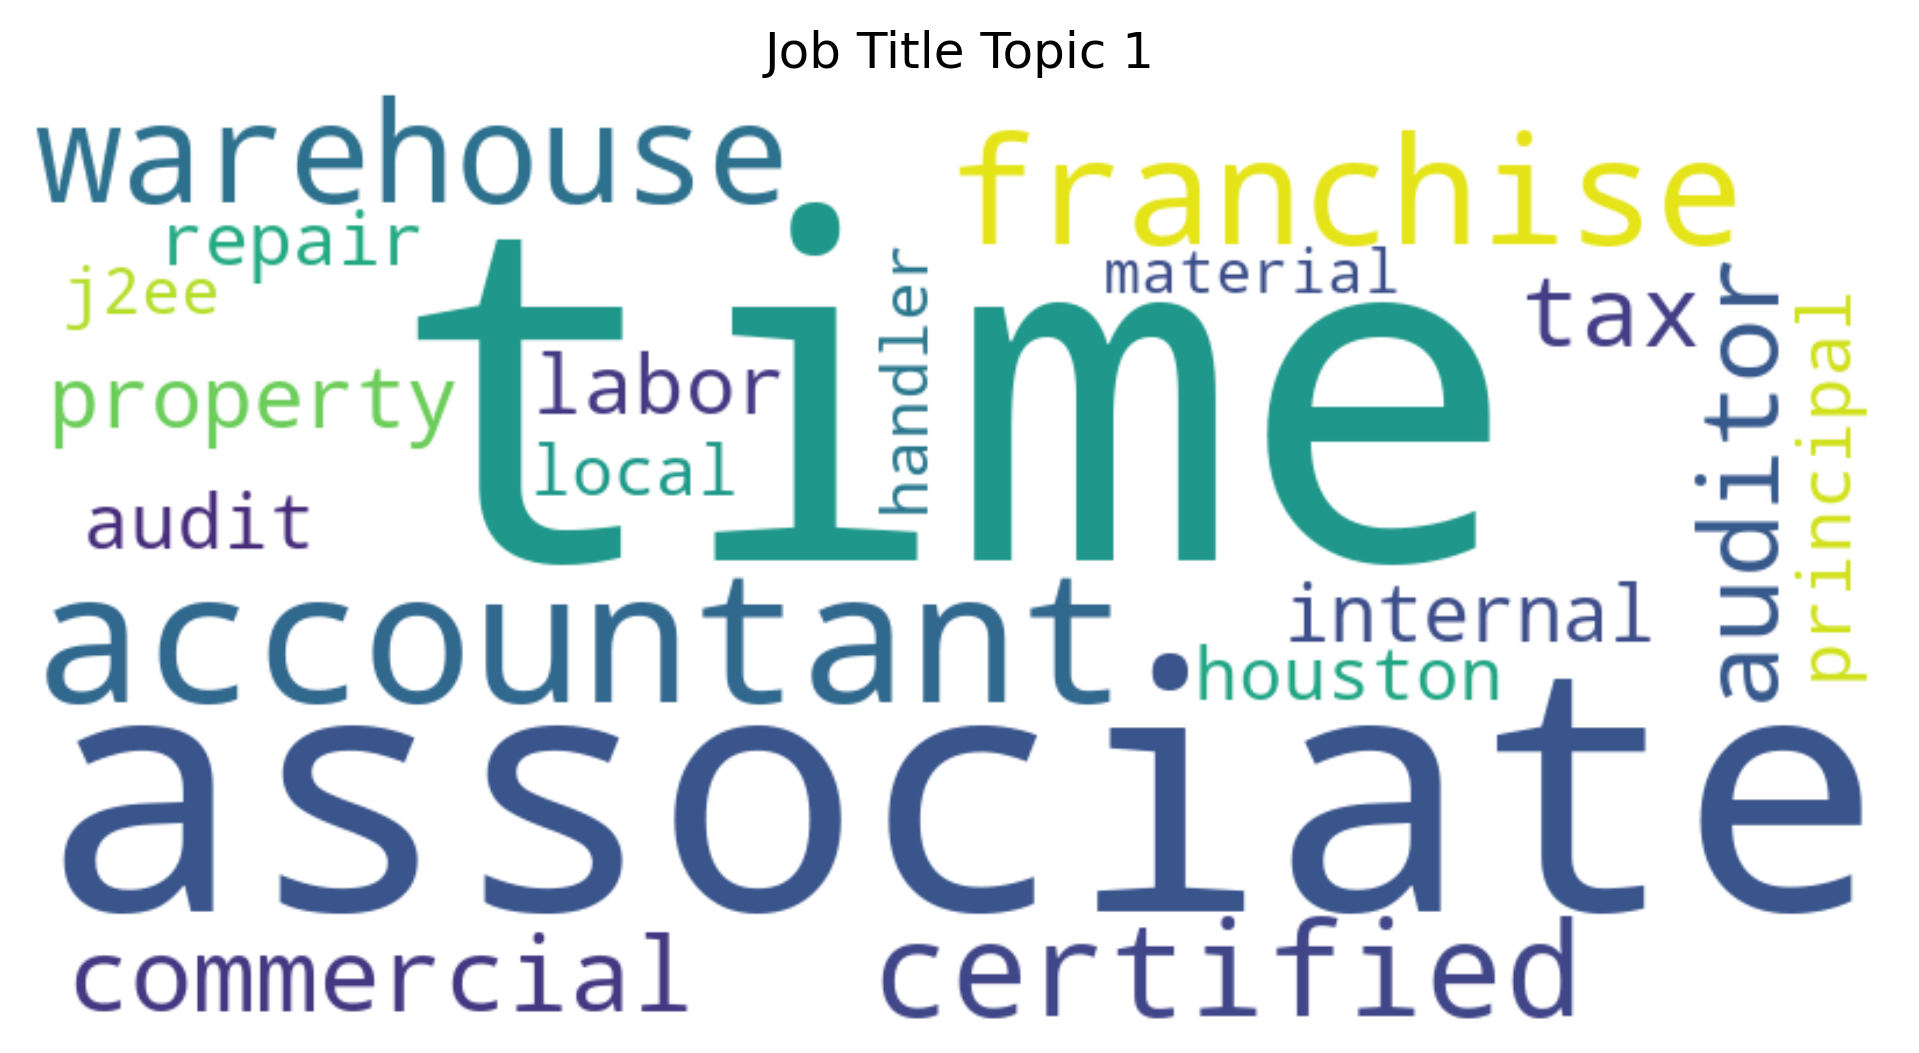 Job Title Topic 1
warehouse
franchise
repair
material
j2ee
time
handler
tax
auditor
principal
property
labor
local
audit
accountant
internal
houston
associate
commercial
certified